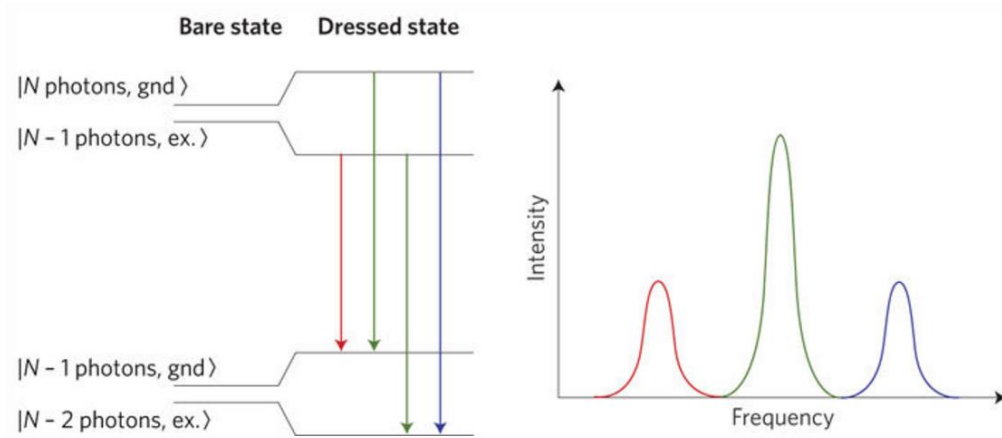 Bare state
Dressed state
|N photons, gnd⟩
|N – 1 photons, ex.⟩
|N – 1 photons, gnd⟩
|N – 2 photons, ex.⟩
Intensity
Frequency